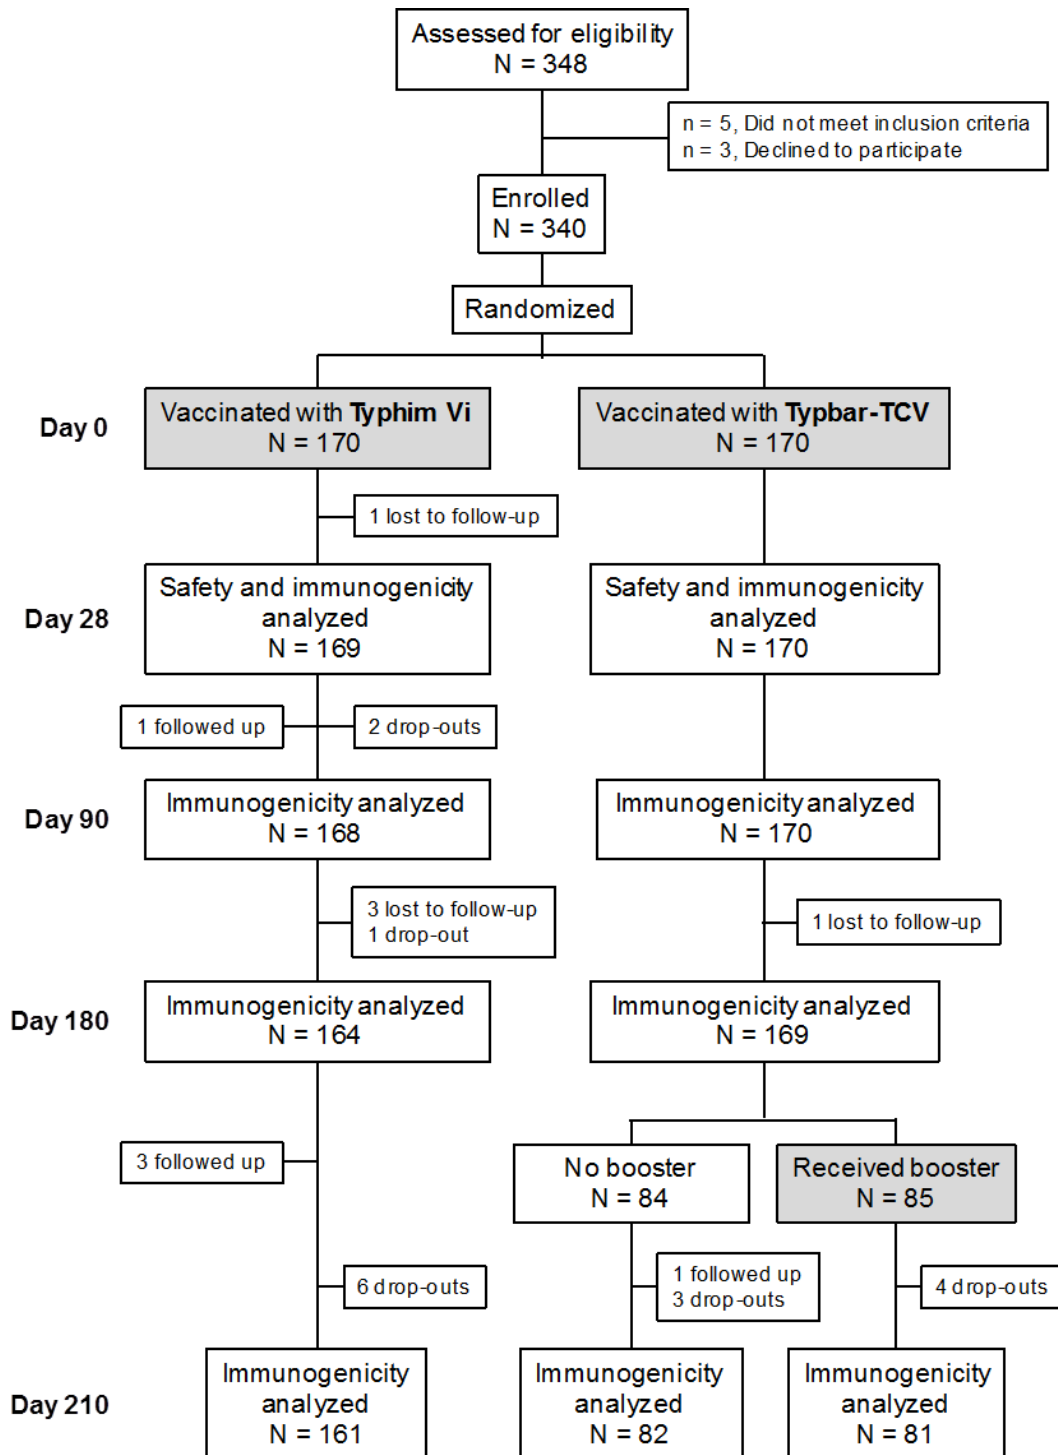 Assessed for eligibility
N = 348
n = 5, Did not meet inclusion criteria
n = 3, Declined to participate
Enrolled
N = 340
Randomized
Day 0
Vaccinated with Typhim Vi
N = 170
Vaccinated with Typbar-TCV
N = 170
1 lost to follow-up
Day 28
Safety and immunogenicity
analyzed
N = 169
Safety and immunogenicity
analyzed
N = 170
1 followed up
2 drop-outs
Day 90
Immunogenicity analyzed
N = 168
Immunogenicity analyzed
N = 170
3 lost to follow-up
1 drop-out
1 lost to follow-up
Day 180
Immunogenicity analyzed
N = 164
Immunogenicity analyzed
N = 169
3 followed up
No booster
N = 84
Received booster
N = 85
6 drop-outs
1 followed up
3 drop-outs
4 drop-outs
Day 210
Immunogenicity
analyzed
N = 161
Immunogenicity
analyzed
N = 82
Immunogenicity
analyzed
N = 81